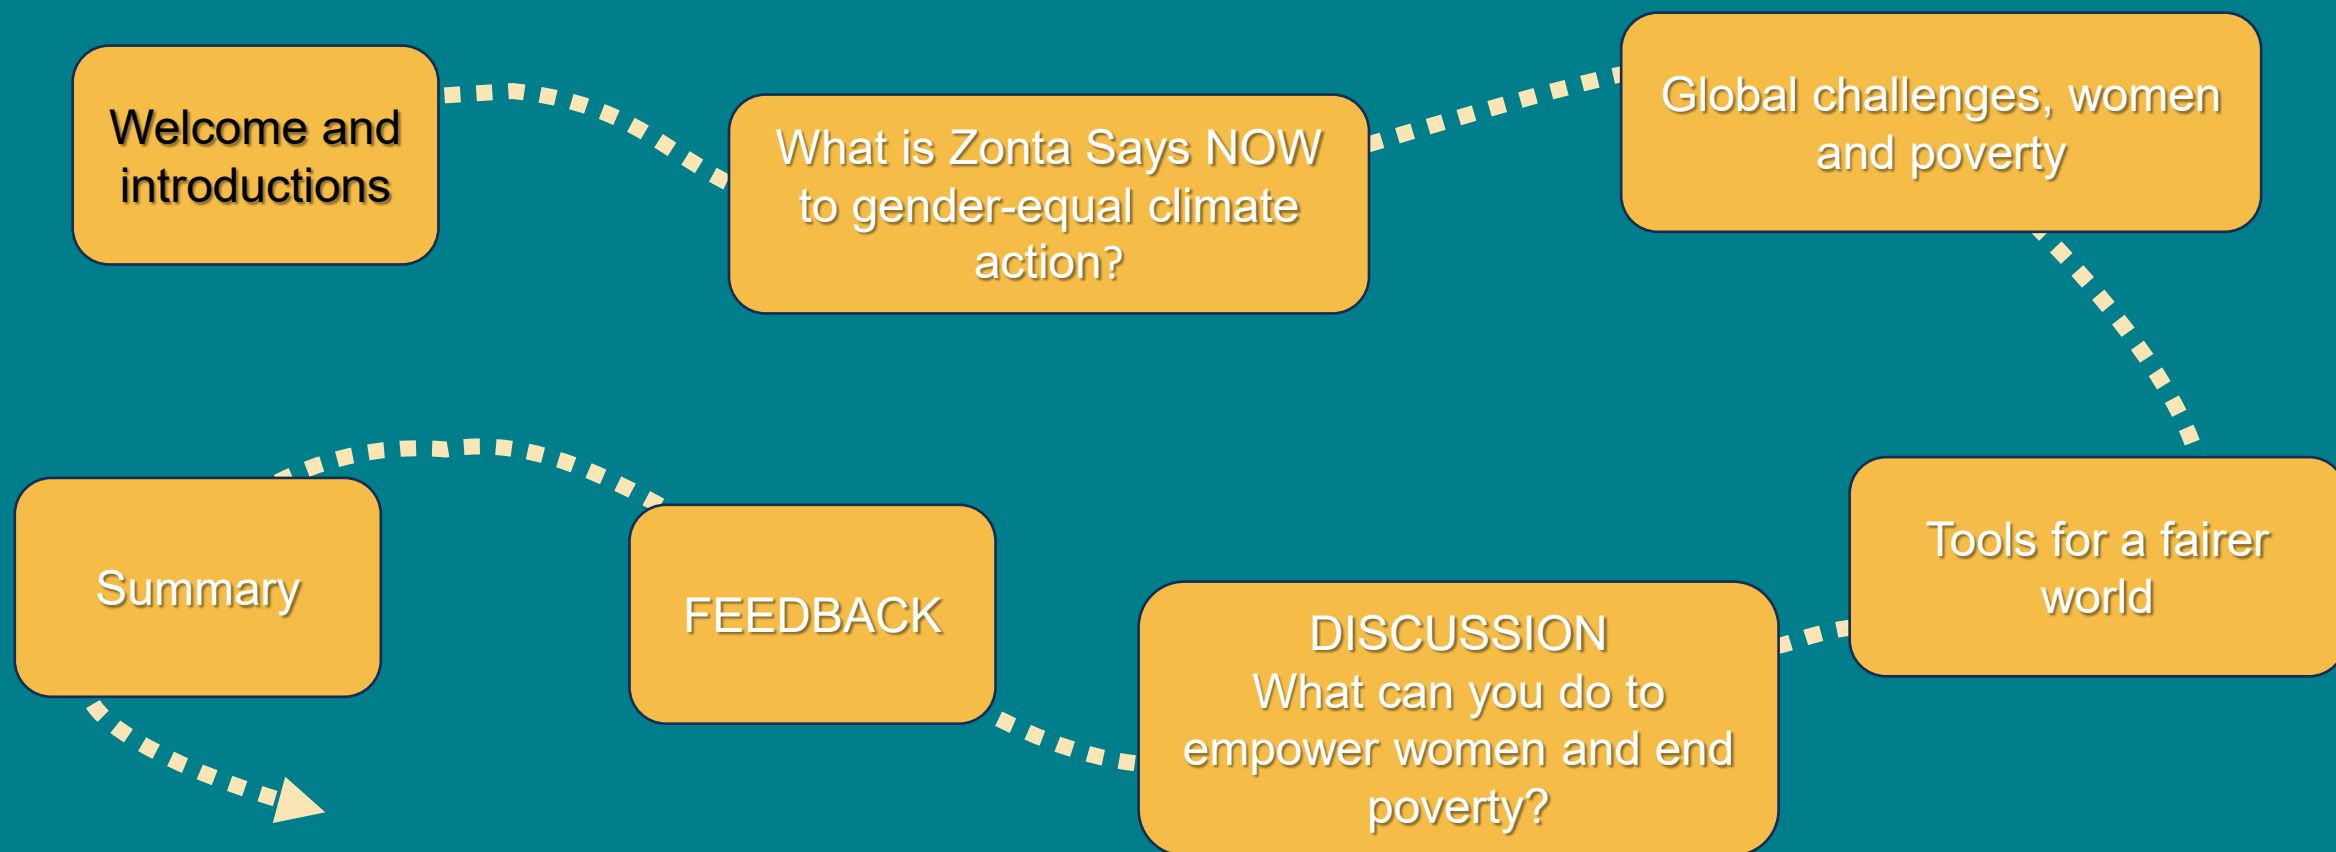 Welcome and
introductions
What is Zonta Says NOW
to gender-equal climate
action?
Global challenges, women
and poverty
Tools for a fairer
world
DISCUSSION
What can you do to
empower women and end
poverty?
FEEDBACK
Summary